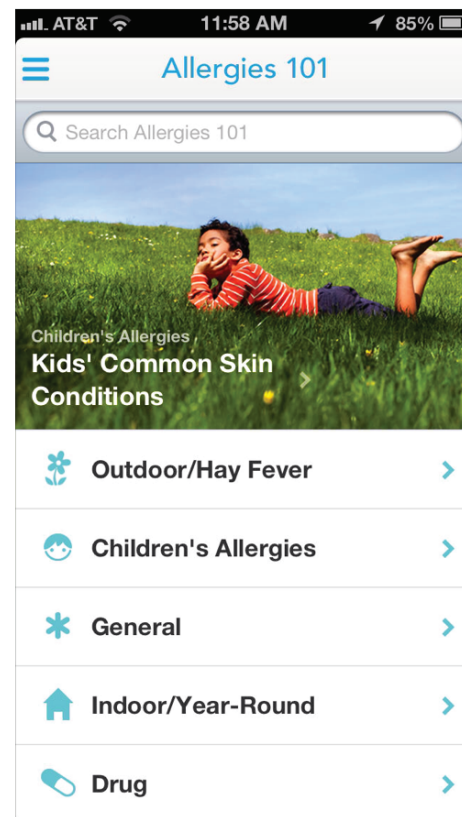 AT&T 11:58 AM 85%
Allergies 101
Search Allergies 101
Children's Allergies
Kids' Common Skin
Conditions
Outdoor/Hay Fever
Children's Allergies
General
Indoor/Year-Round
Drug